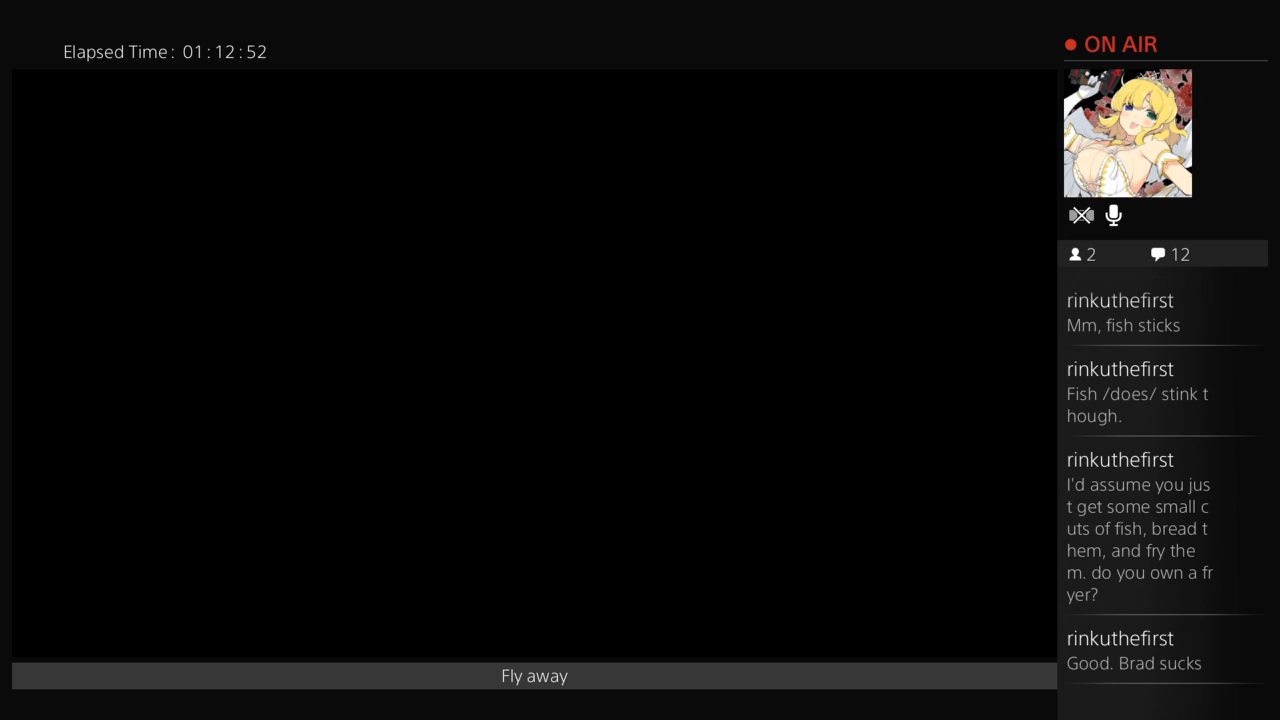 Elapsed Time: 01:12:52
ON AIR
2
12
rinkuthefirst
Mm, fish sticks
rinkuthefirst
Fish /does/ stink t
hough.
rinkuthefirst
I'd assume you jus
t get some small c
uts of fish, bread t
hem, and fry the
m. do you own a fr
yer?
rinkuthefirst
Good. Brad sucks
Fly away